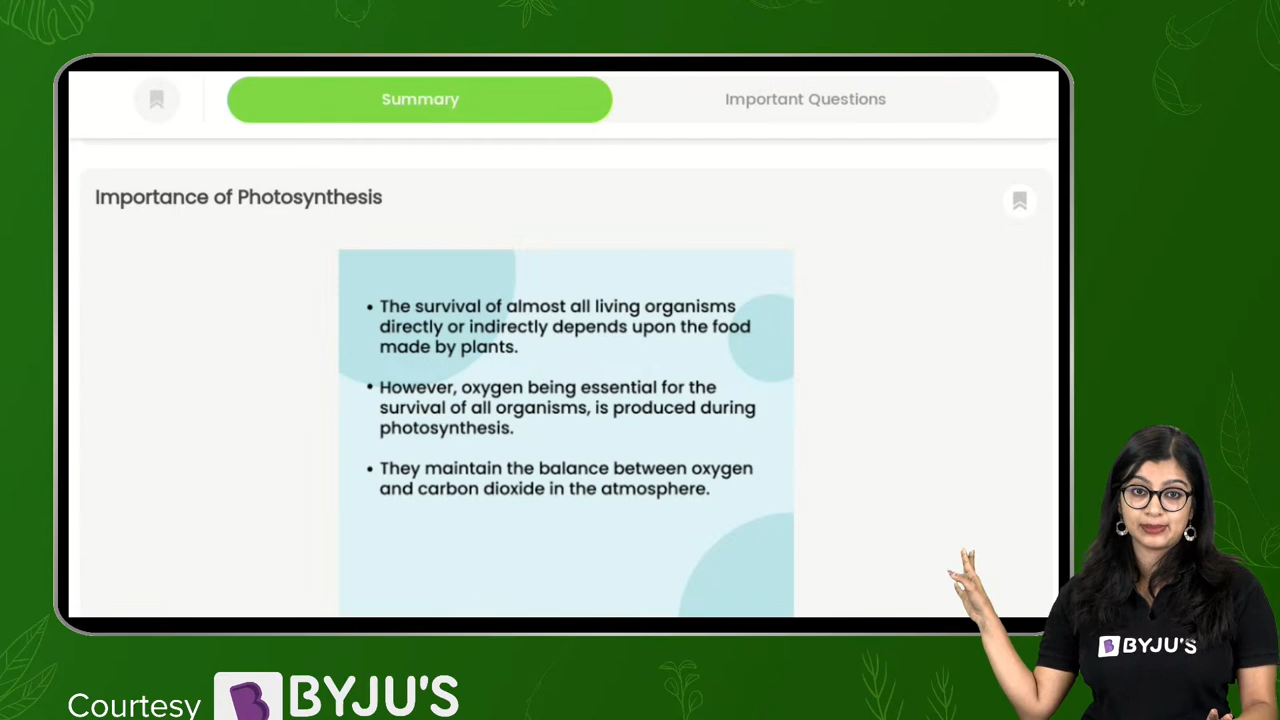 Summary
Important Questions
Importance of Photosynthesis
• The survival of almost all living organisms
directly or indirectly depends upon the food
made by plants.
• However, oxygen being essential for the
survival of all organisms, is produced during
photosynthesis.
• They maintain the balance between oxygen
and carbon dioxide in the atmosphere.
BYJU'S
Courtesy BYJU'S